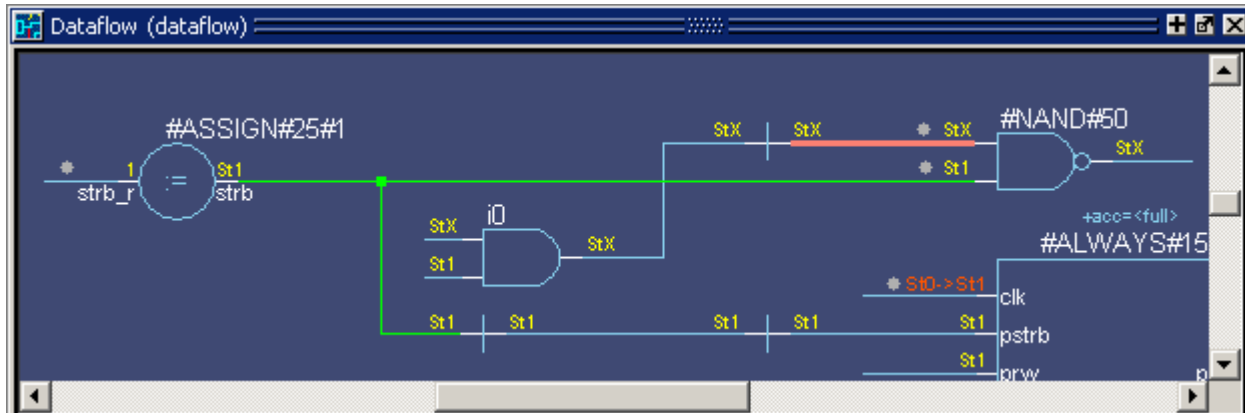 Dataflow (dataflow)
#ASSIGN#25#1
#NAND#50
StX StX StX
StX
1 St1
strb_r := strb
St1
i0
StX
StX
St1
+acc=<full>
#ALWAYS#15
St0->St1
clk
St1 St1 St1 St1 St1
pstrb
St1
prw p